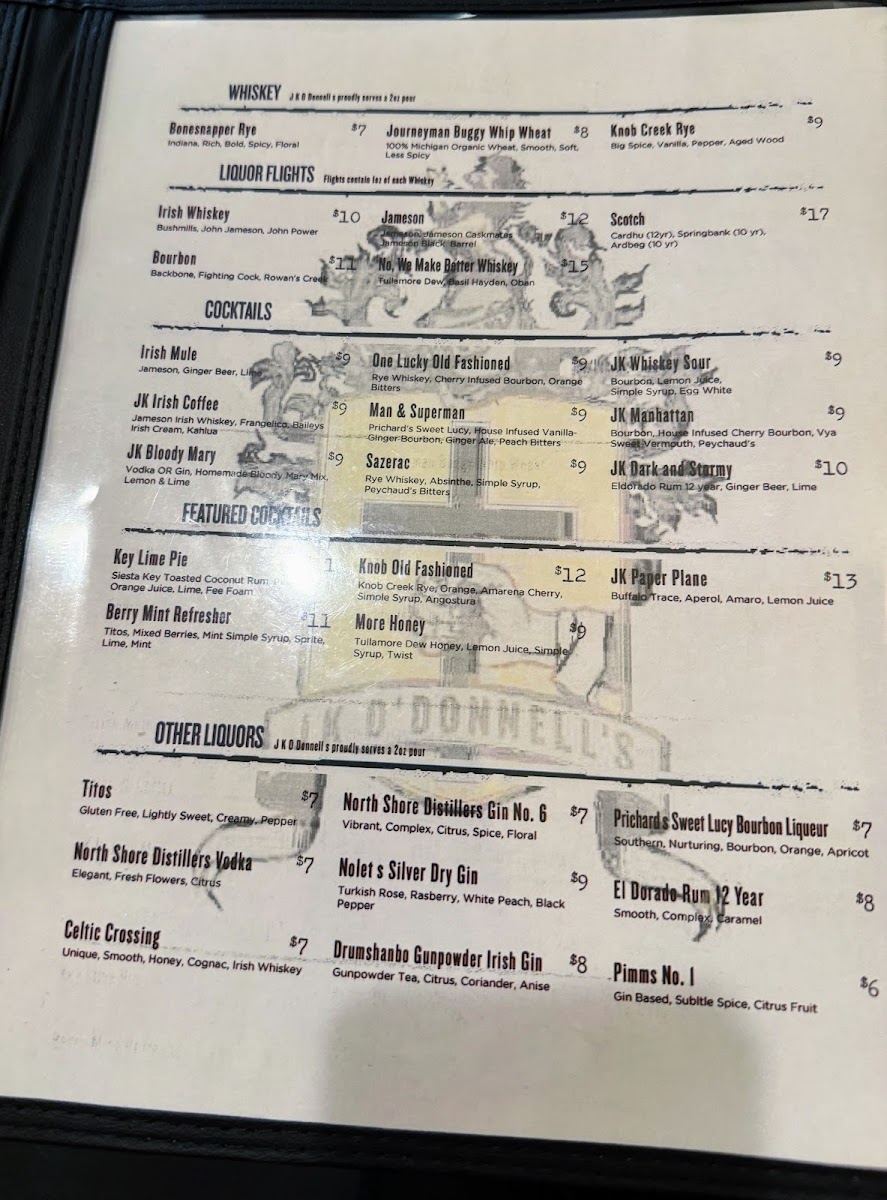 WHISKEY J K O Donnell s proudly serves a 2oz pour
Bonesnapper Rye $7
Indiana, Rich, Bold, Spicy, Floral
Journeyman Buggy Whip Wheat $8
100% Michigan Organic Wheat, Smooth, Soft,
Less Spicy
Knob Creek Rye $9
Big Spice, Vanilla, Pepper, Aged Wood
LIQUOR FLIGHTS Flights contain 1oz of each Whiskey
Irish Whiskey $10
Bushmills, John Jameson, John Power
Jameson $12
Jameson, Jameson Caskmates
Jameson Black Barrel
Scotch $17
Cardhu (12yr), Springbank (10 yr),
Ardbeg (10 yr)
Bourbon $11
Backbone, Fighting Cock, Rowan's Creek
No, We Make Better Whiskey $15
Tullamore Dew, Basil Hayden, Oban
COCKTAILS
Irish Mule $9
Jameson, Ginger Beer, Lime
One Lucky Old Fashioned $9
Rye Whiskey, Cherry Infused Bourbon, Orange
Bitters
JK Whiskey Sour $9
Bourbon, Lemon Juice,
Simple Syrup, Egg White
JK Irish Coffee $9
Jameson Irish Whiskey, Frangelico, Baileys
Irish Cream, Kahlua
Man & Superman $9
Prichard's Sweet Lucy, House Infused Vanilla-
Ginger Bourbon, Ginger Ale, Peach Bitters
JK Manhattan $9
Bourbon, House Infused Cherry Bourbon, Vya
Sweet Vermouth, Peychaud's
JK Bloody Mary $9
Vodka OR Gin, Homemade Bloody Mary Mix,
Lemon & Lime
Sazerac $9
Rye Whiskey, Absinthe, Simple Syrup,
Peychaud's Bitters
JK Dark and Stormy $10
Eldorado Rum 12 year, Ginger Beer, Lime
FEATURED COCKTAILS
Key Lime Pie
Siesta Key Toasted Coconut Rum,
Orange Juice, Lime, Fee Foam
Knob Old Fashioned $12
Knob Creek Rye, Orange, Amarena Cherry,
Simple Syrup, Angostura
JK Paper Plane $13
Buffalo Trace, Aperol, Amaro, Lemon Juice
Berry Mint Refresher $11
Titos, Mixed Berries, Mint Simple Syrup, Sprite,
Lime, Mint
More Honey $9
Tullamore Dew Honey, Lemon Juice, Simple
Syrup, Twist
JK O'DONNELL'S
OTHER LIQUORS J K O Donnell s proudly serves a 2oz pour
Titos $7
Gluten Free, Lightly Sweet, Creamy, Pepper
North Shore Distillers Gin No. 6 $7
Vibrant, Complex, Citrus, Spice, Floral
Prichard s Sweet Lucy Bourbon Liqueur $7
Southern, Nurturing, Bourbon, Orange, Apricot
North Shore Distillers Vodka $7
Elegant, Fresh Flowers, Citrus
Nolet s Silver Dry Gin $9
Turkish Rose, Rasberry, White Peach, Black
Pepper
El Dorado Rum 12 Year $8
Smooth, Complex, Caramel
Celtic Crossing $7
Unique, Smooth, Honey, Cognac, Irish Whiskey
Drumshanbo Gunpowder Irish Gin $8
Gunpowder Tea, Citrus, Coriander, Anise
Pimms No. 1 $6
Gin Based, Subltle Spice, Citrus Fruit